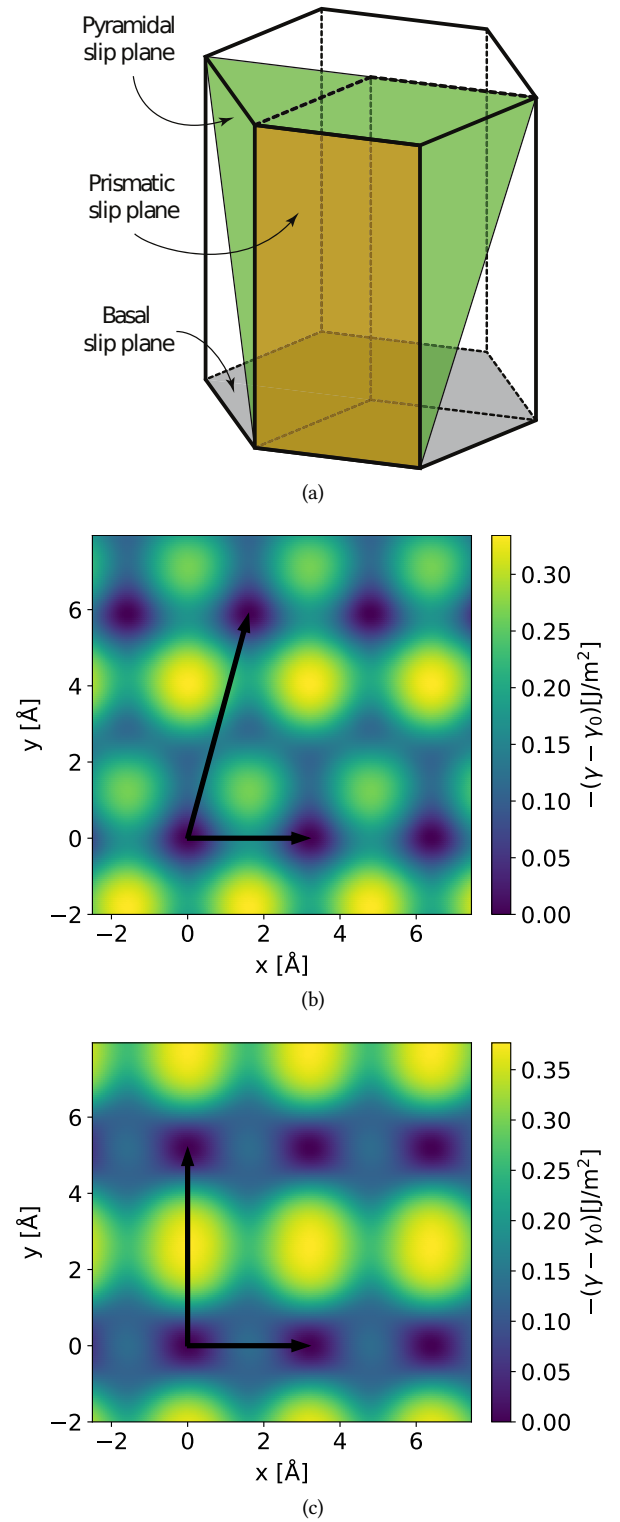 Pyramidal
slip plane
Prismatic
slip plane
Basal
slip plane
(a)
6
4
2
0
−2
y [Å]
−2 0 2 4 6
x [Å]
0.30
0.25
0.20
0.15
0.10
0.05
0.00
−(γ − γ₀)[J/m²]
(b)
6
4
2
0
−2
y [Å]
−2 0 2 4 6
x [Å]
0.35
0.30
0.25
0.20
0.15
0.10
0.05
0.00
−(γ − γ₀)[J/m²]
(c)